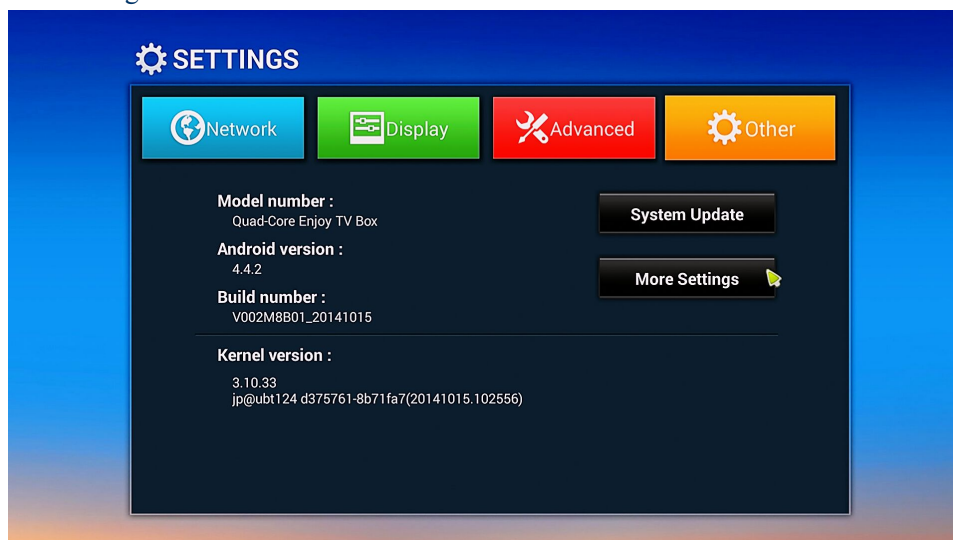 SETTINGS
Network
Display
Advanced
Other
Model number :
Quad-Core Enjoy TV Box
System Update
Android version :
4.4.2
More Settings
Build number :
V002M8B01_20141015
Kernel version :
3.10.33
jp@ubt124 d375761-8b71fa7(20141015.102556)